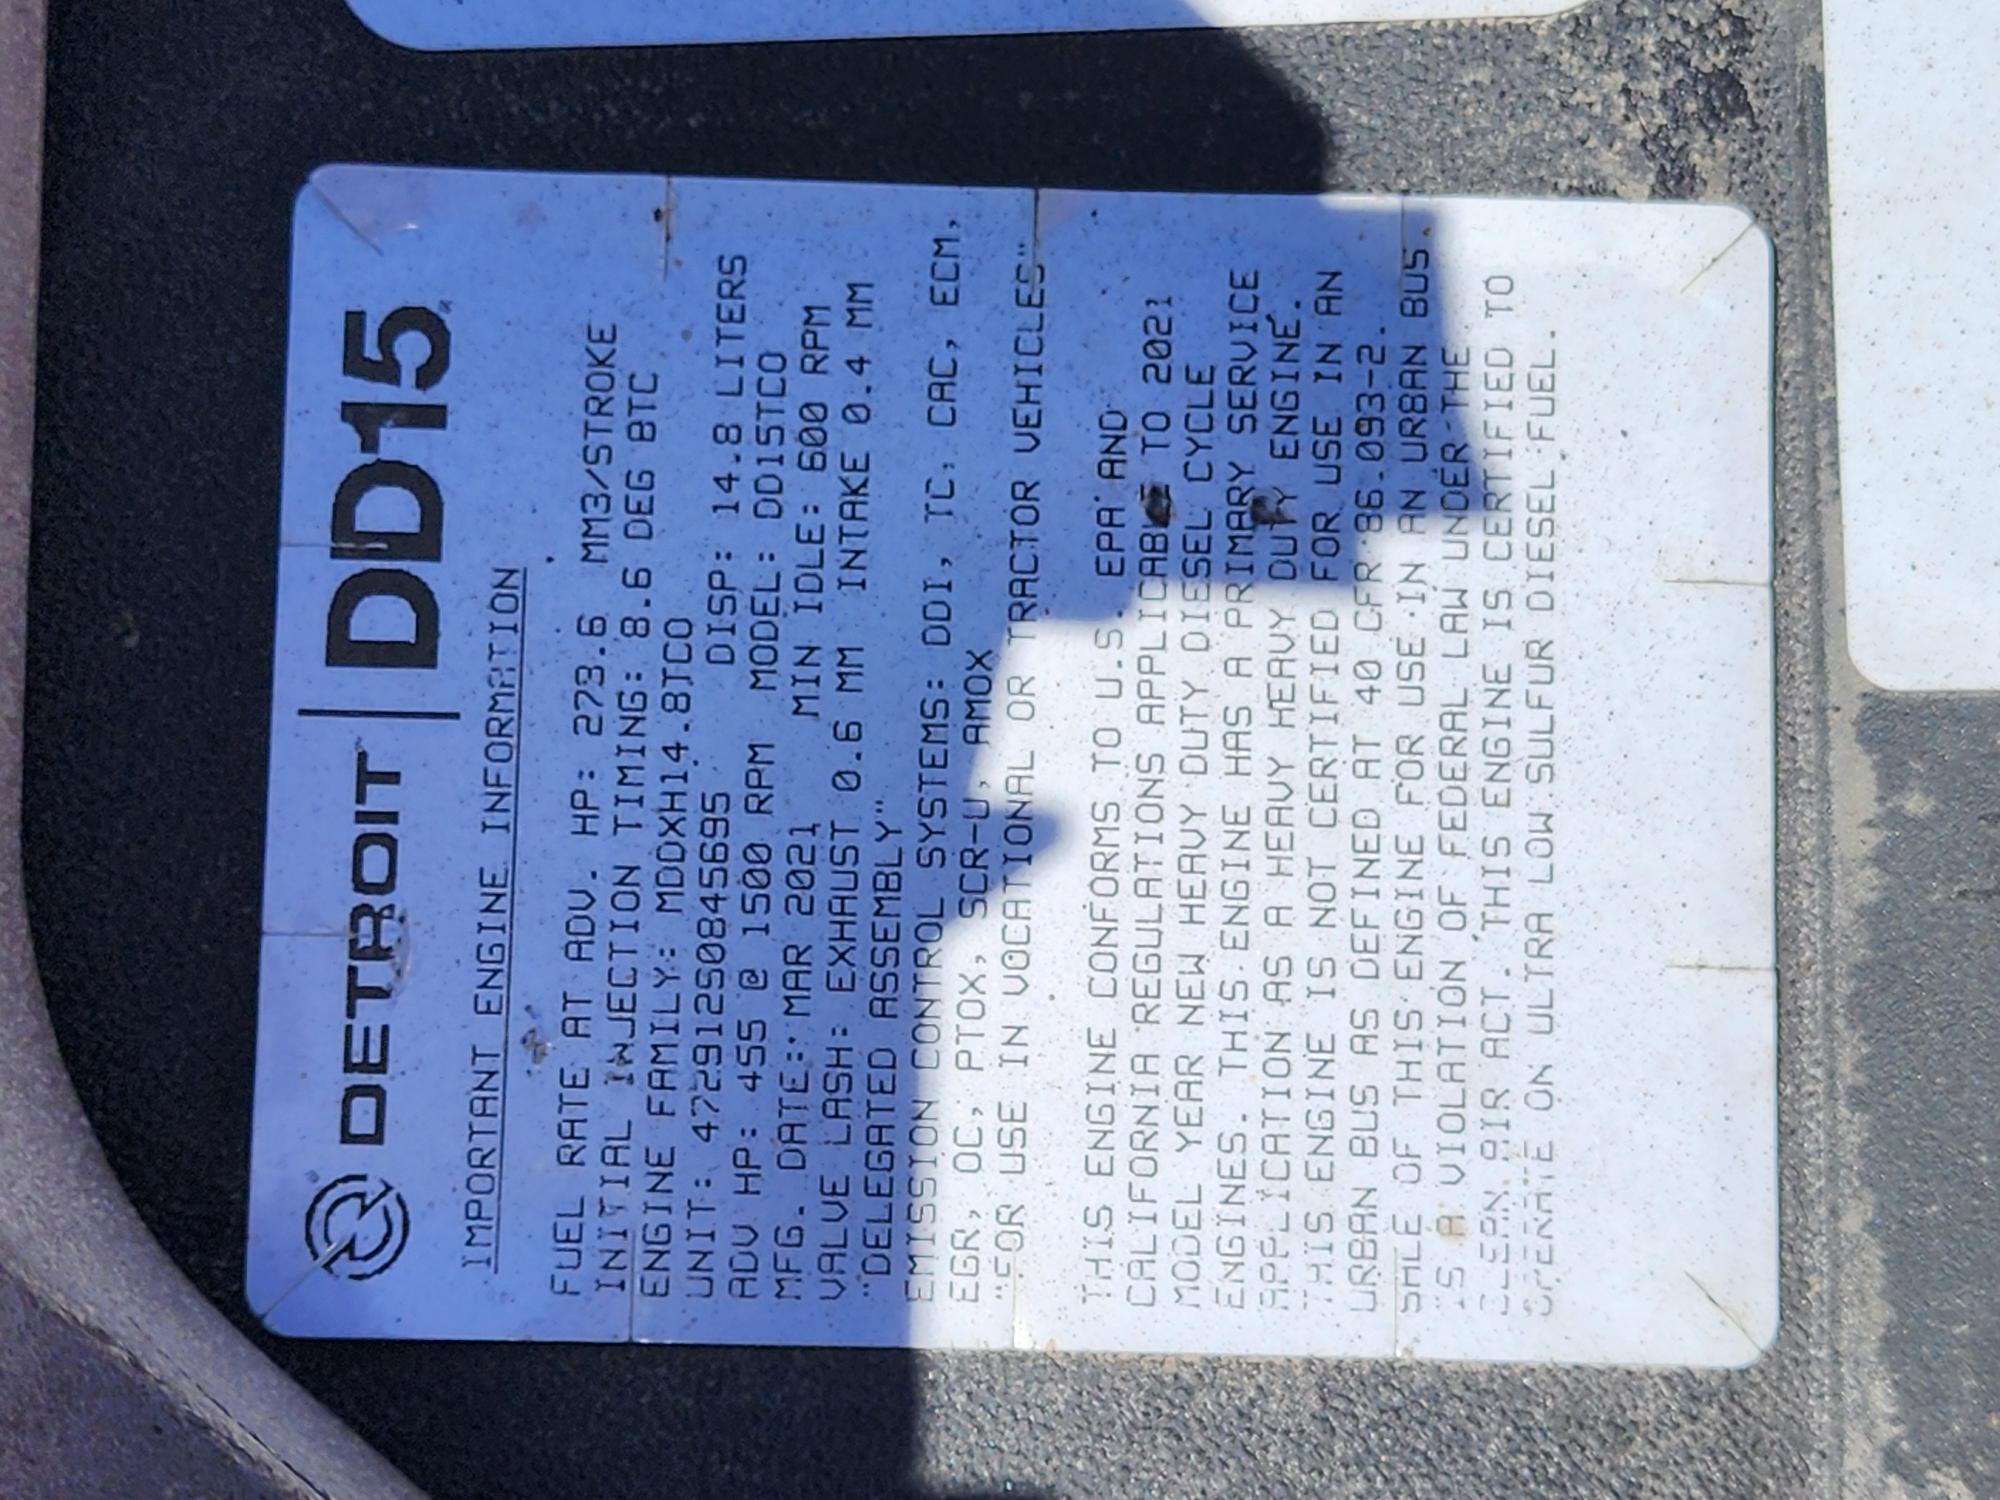 DETROIT | DD15
IMPORTANT ENGINE INFORMATION
FUEL RATE AT ADV. HP: 273.6 MM3/STROKE
INITIAL INJECTION TIMING: 8.6 DEG BTC
ENGINE FAMILY: MDDXH14.8TCO
UNIT: 472912S0845695 DISP: 14.8 LITERS
ADV HP: 455 @ 1500 RPM MODEL: DDISTCO
MFG. DATE: MAR 2021 MIN IDLE: 600 RPM
VALVE LASH: EXHAUST 0.6 MM INTAKE 0.4 MM
"DELEGATED ASSEMBLY"
EMISSION CONTROL SYSTEMS: DDI, TC, CAC, ECM,
EGR, OC, PTOX, SCR-U, AMOX
"FOR USE IN VOCATIONAL OR TRACTOR VEHICLES"
THIS ENGINE CONFORMS TO U.S. EPA AND
CALIFORNIA REGULATIONS APPLICABLE TO 2021
MODEL YEAR NEW HEAVY DUTY DIESEL CYCLE
ENGINES. THIS ENGINE HAS A PRIMARY SERVICE
APPLICATION AS A HEAVY HEAVY DUTY ENGINE.
THIS ENGINE IS NOT CERTIFIED FOR USE IN AN
URBAN BUS AS DEFINED AT 40 CFR 86.093-2.
SALE OF THIS ENGINE FOR USE IN AN URBAN BUS
IS A VIOLATION OF FEDERAL LAW UNDER THE
CLEAN AIR ACT. THIS ENGINE IS CERTIFIED TO
OPERATE ON ULTRA LOW SULFUR DIESEL FUEL.